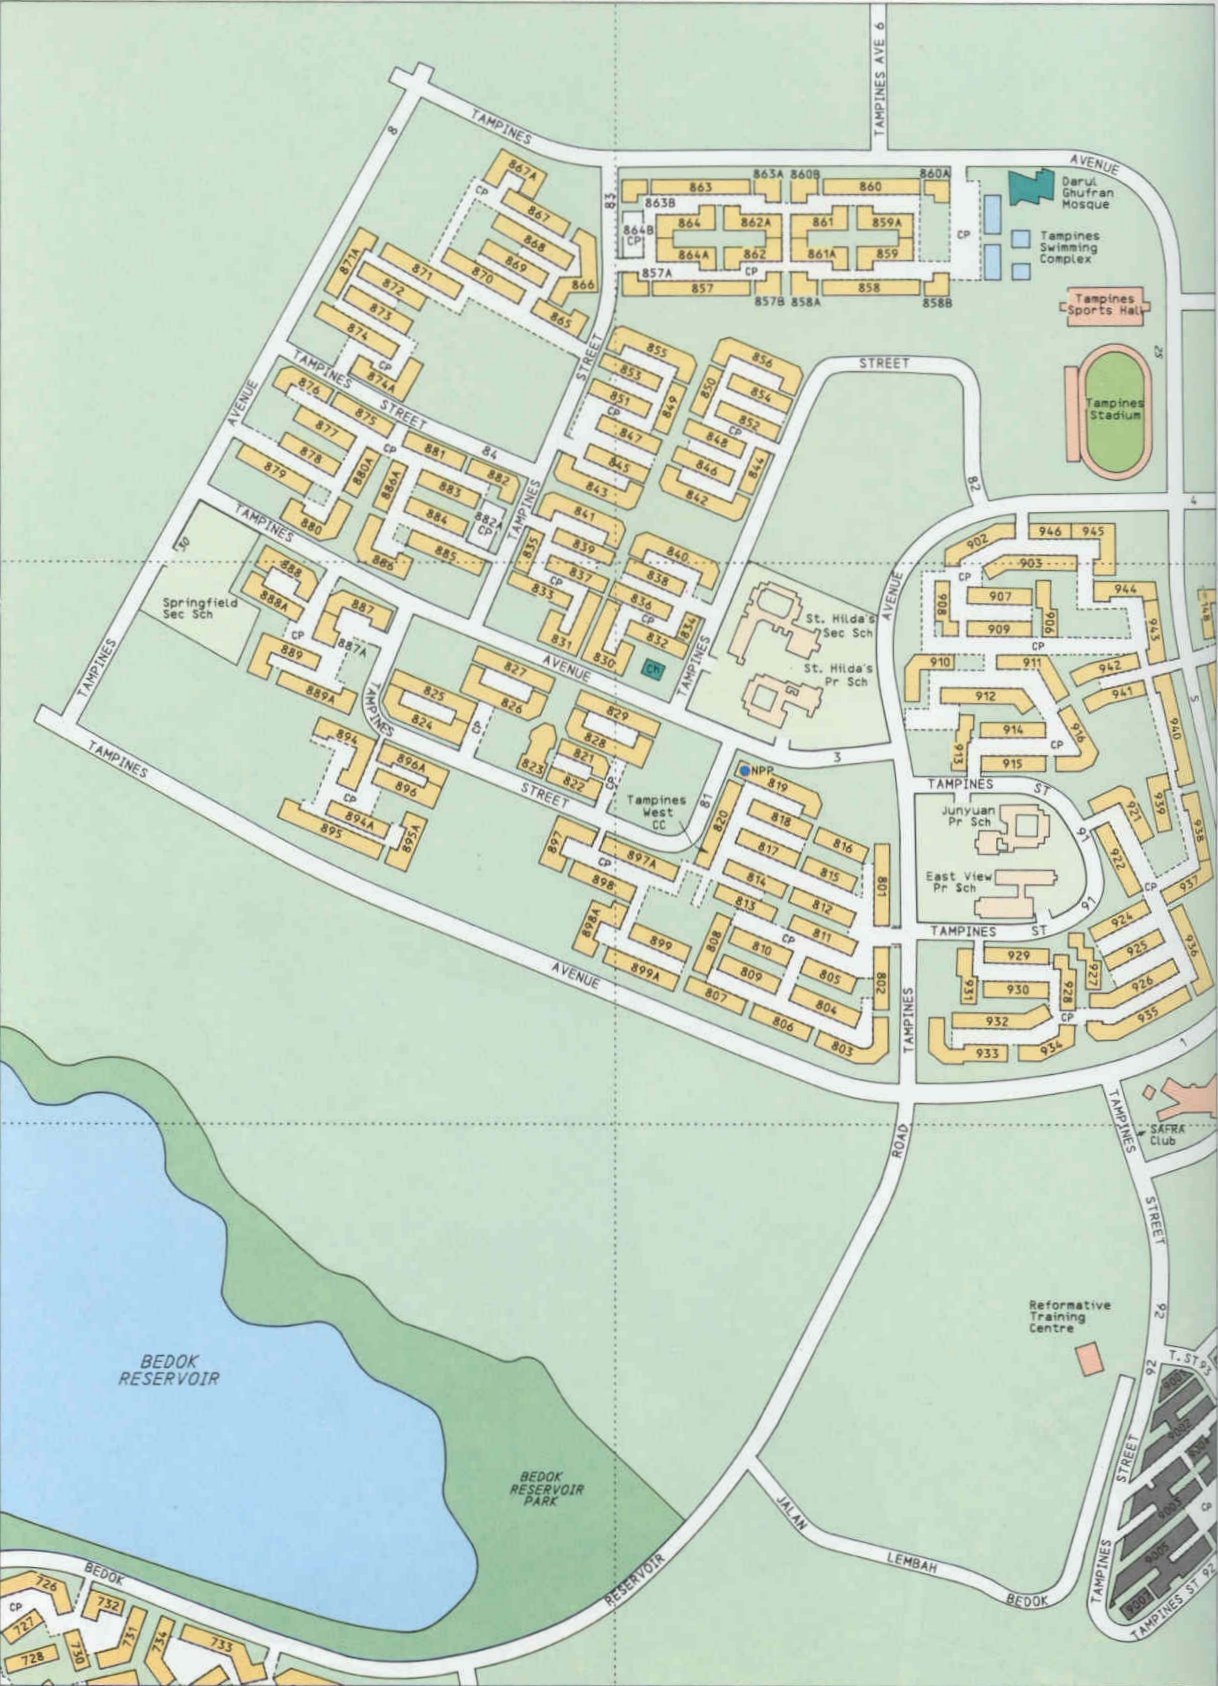 TAMPINES AVE 6
TAMPINES
AVENUE
8
867A
CP
867
868
869
870
871
871A
872
873
874
CP
874A
866
865
83
863A
860B
860A
863
860
863B
864B
CP
864
862A
861
859A
864A
862
861A
859
857A
CP
857
858
857B
858A
858B
CP
Darul
Ghufran
Mosque
Tampines
Swimming
Complex
Tampines
Sports Hall
25
Tampines
Stadium
STREET
855
853
851
CP
849
847
845
843
856
850
854
852
CP
848
846
844
842
STREET
82
4
TAMPINES
STREET
84
AVENUE
876
875
877
878
879
880A
880
CP
881
882
886A
883
884
882A
CP
885
886
TAMPINES
TAMPINES
30
841
835
839
837
CP
833
831
840
838
836
CP
834
832
830
Ch
TAMPINES
AVENUE
St. Hilda's
Sec Sch
St. Hilda's
Pr Sch
AVENUE
3
902
946
945
CP
903
908
907
906
909
944
943
948
CP
910
911
942
912
941
940
5
914
913
915
916
CP
Springfield
Sec Sch
TAMPINES
888
888A
CP
887
887A
889
889A
TAMPINES
825
824
827
826
CP
829
828
823
821
822
CP
STREET
81
894
896A
896
CP
894A
895
895A
TAMPINES
NPP
819
820
Tampines
West
CC
818
817
816
815
814
813
812
811
810
809
808
CP
807
806
805
804
803
801
802
897
CP
897A
898
898A
899
899A
AVENUE
TAMPINES
ST
91
Junyuan
Pr Sch
East View
Pr Sch
TAMPINES
ST
91
921
939
938
922
CP
937
924
925
936
927
926
929
931
930
928
932
CP
935
933
934
TAMPINES
1
ROAD
TAMPINES
SAFRA
Club
STREET
92
Reformative
Training
Centre
92
T. ST 93
9001
9002
9004
9003
CP
9005
9007
STREET
TAMPINES
TAMPINES ST 92
BEDOK
RESERVOIR
BEDOK
RESERVOIR
PARK
JALAN
LEMBAH
BEDOK
RESERVOIR
BEDOK
726
CP
727
728
732
731
730
734
733